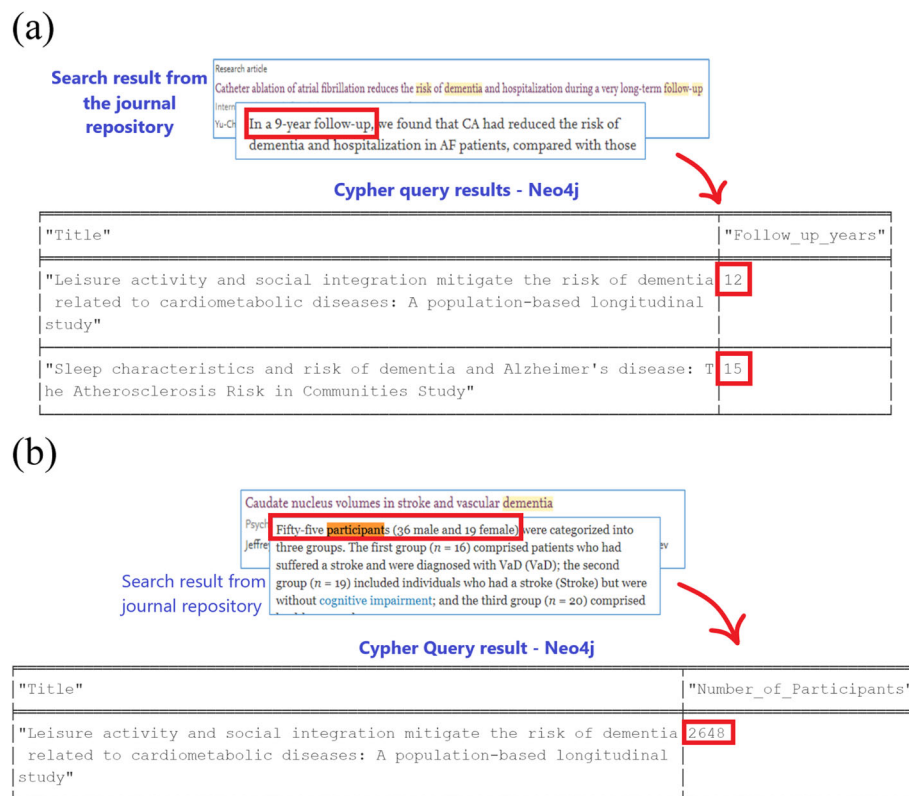 (a)
Search result from
the journal
repository
Research article
Catheter ablation of atrial fibrillation reduces the risk of dementia and hospitalization during a very long-term follow-up
Intern
Yu-Ch
In a 9-year follow-up, we found that CA had reduced the risk of
dementia and hospitalization in AF patients, compared with those
Cypher query results - Neo4j
"Title" "Follow_up_years"
"Leisure activity and social integration mitigate the risk of dementia 12
related to cardiometabolic diseases: A population-based longitudinal
study"
"Sleep characteristics and risk of dementia and Alzheimer's disease: T 15
he Atherosclerosis Risk in Communities Study"
(b)
Caudate nucleus volumes in stroke and vascular dementia
Psych
Jeffre
ev
Fifty-five participants (36 male and 19 female) were categorized into
three groups. The first group (n = 16) comprised patients who had
suffered a stroke and were diagnosed with VaD (VaD); the second
group (n = 19) included individuals who had a stroke (Stroke) but were
without cognitive impairment; and the third group (n = 20) comprised
Search result from
journal repository
Cypher Query result - Neo4j
"Title" "Number_of_Participants"
"Leisure activity and social integration mitigate the risk of dementia 2648
related to cardiometabolic diseases: A population-based longitudinal
study"